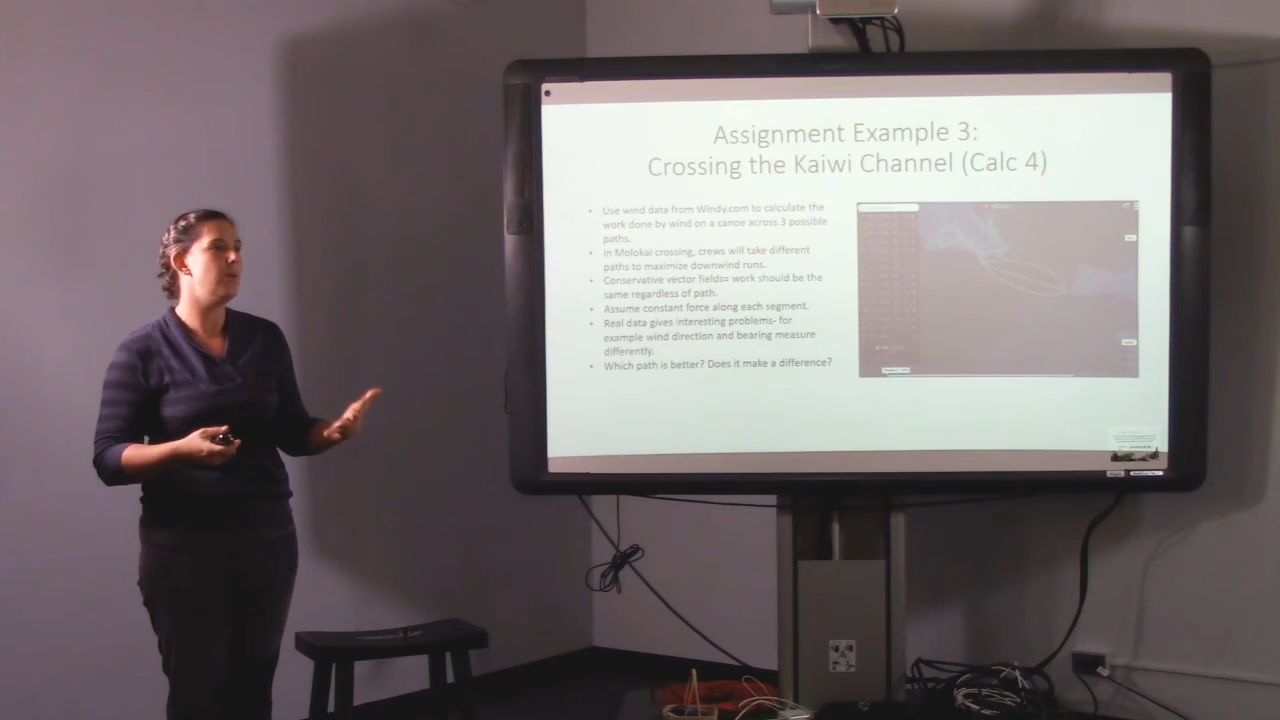 Assignment Example 3:
Crossing the Kaiwi Channel (Calc 4)
• Use wind data from Windy.com to calculate the
work done by wind on a canoe across 3 possible
paths.
• In Molokai crossing, crews will take different
paths to maximize downwind runs.
• Conservative vector fields= work should be the
same regardless of path.
• Assume constant force along each segment.
• Real data gives interesting problems- for
example wind direction and bearing measure
differently.
• Which path is better? Does it make a difference?